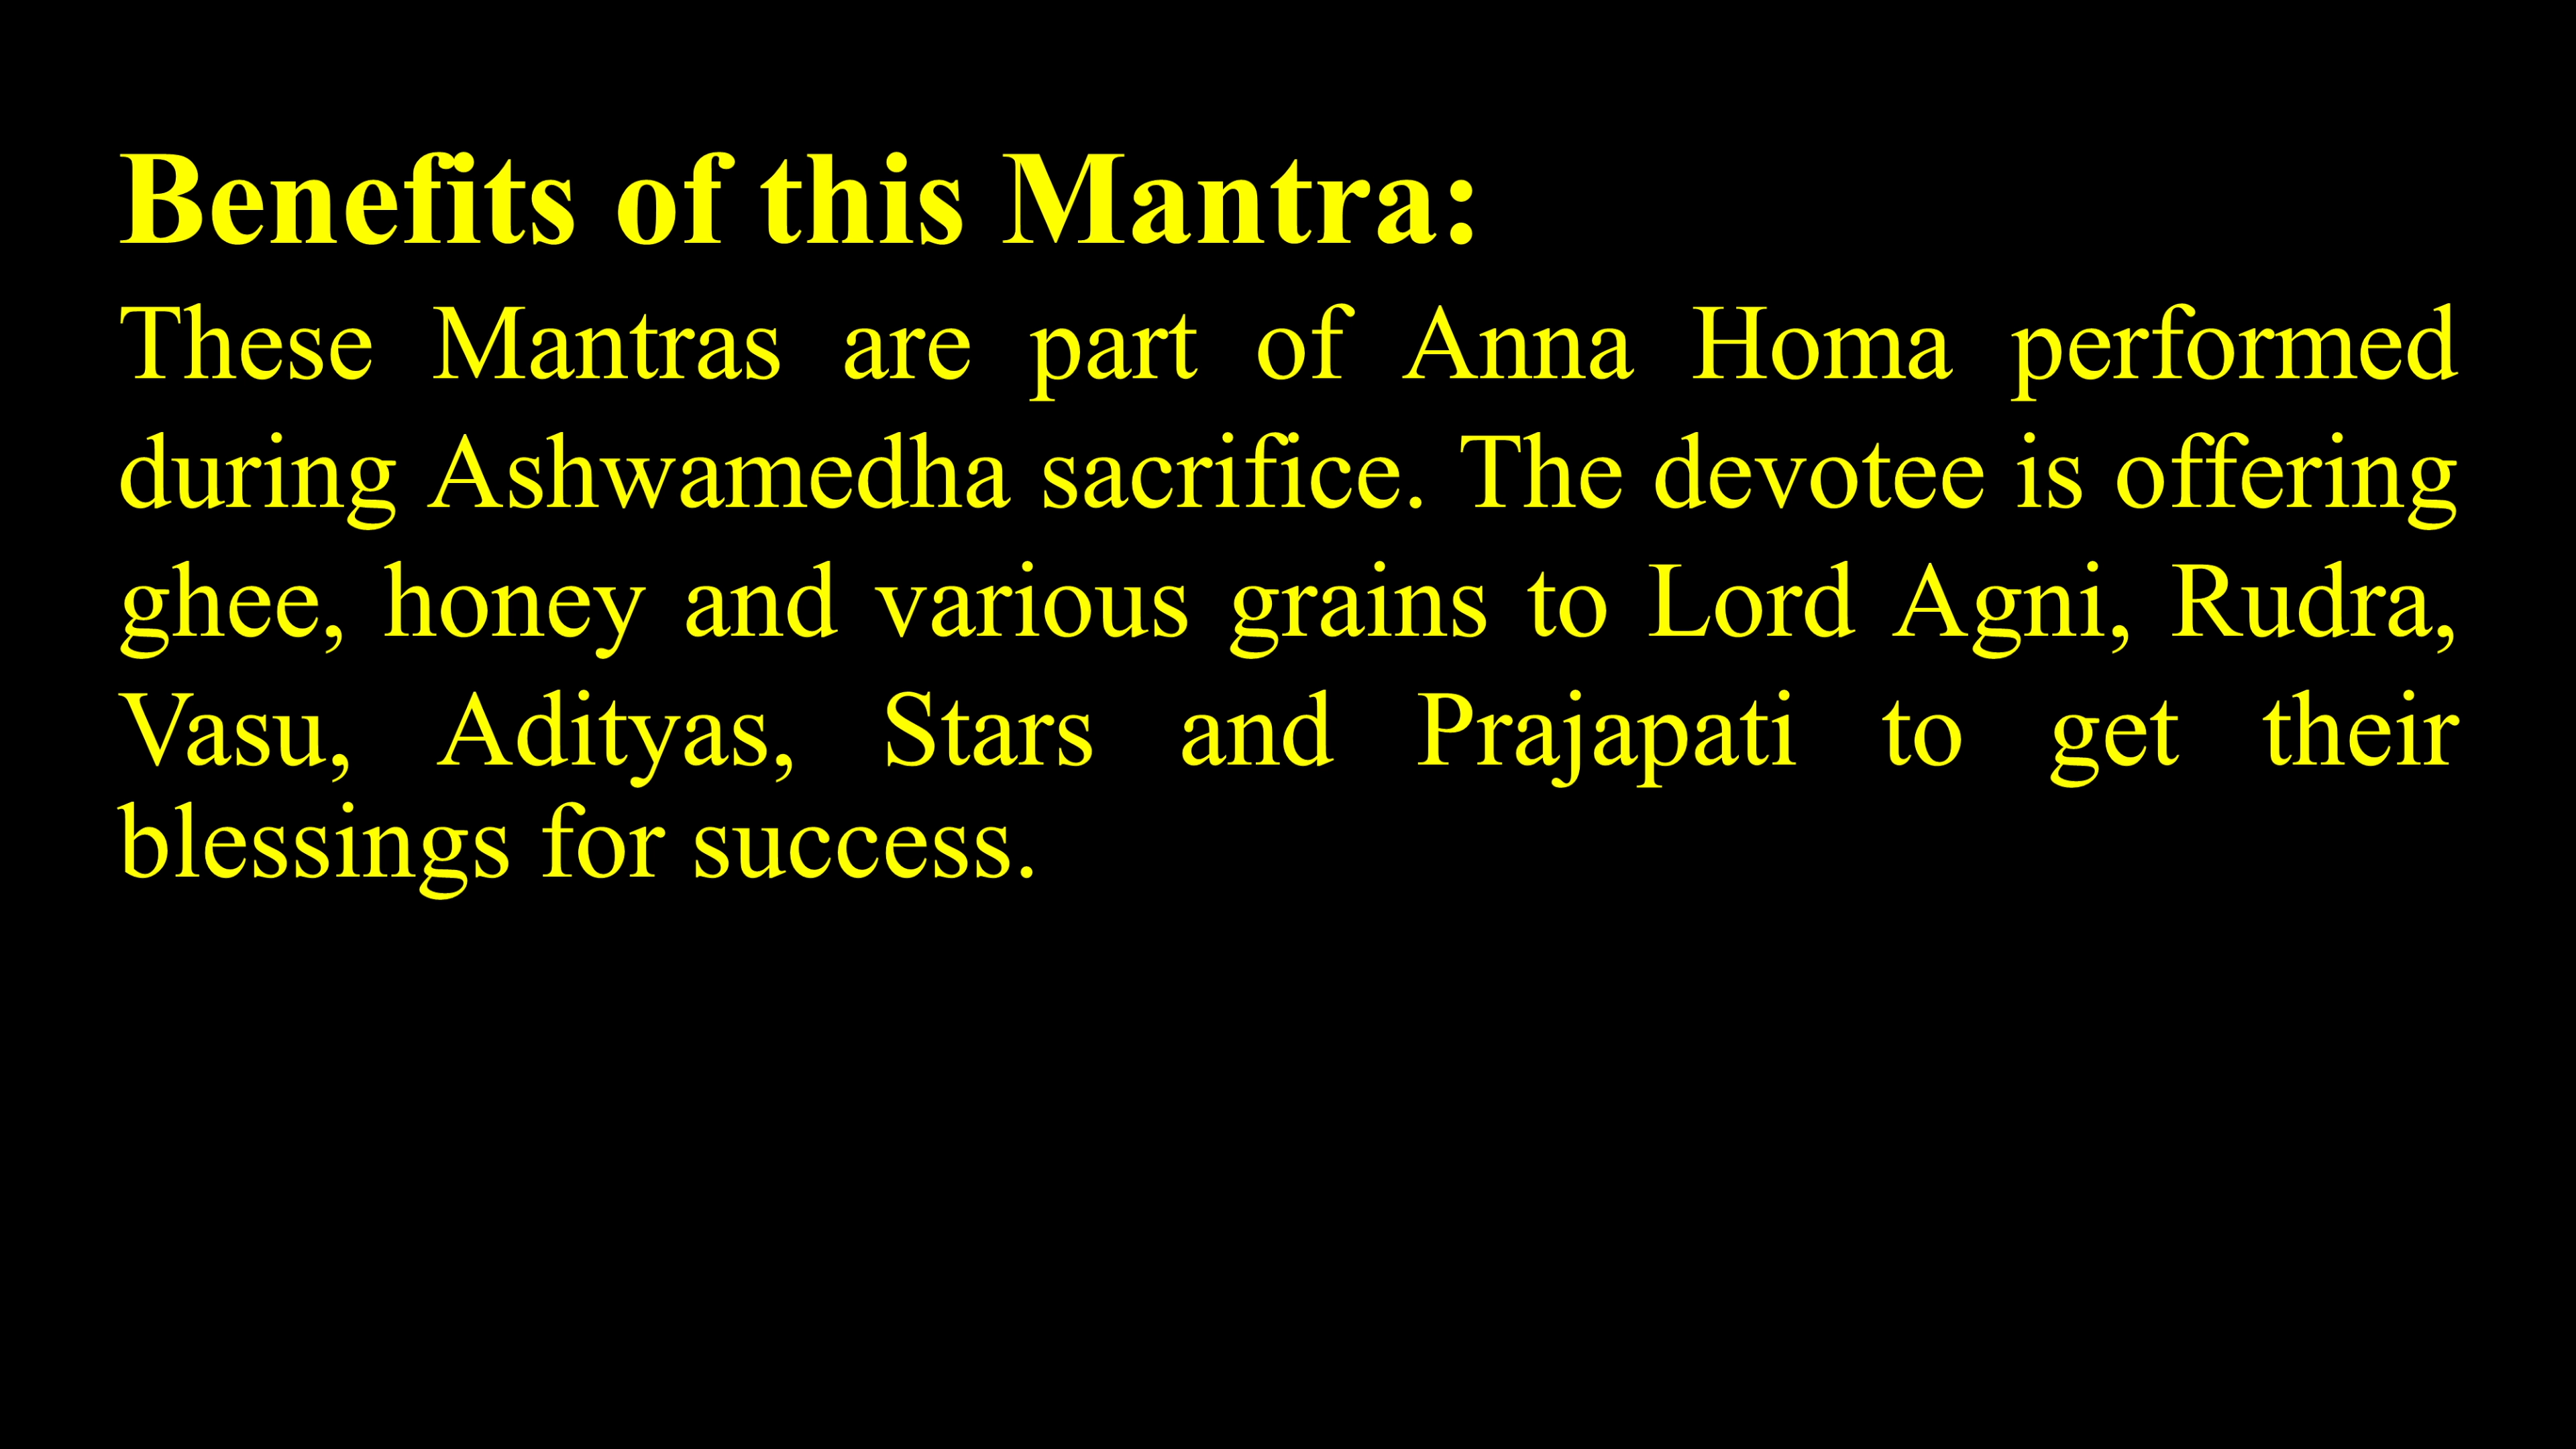 Benefits of this Mantra:
These Mantras are part of Anna Homa performed
during Ashwamedha sacrifice. The devotee is offering
ghee, honey and various grains to Lord Agni, Rudra,
Vasu, Adityas, Stars and Prajapati to get their
blessings for success.